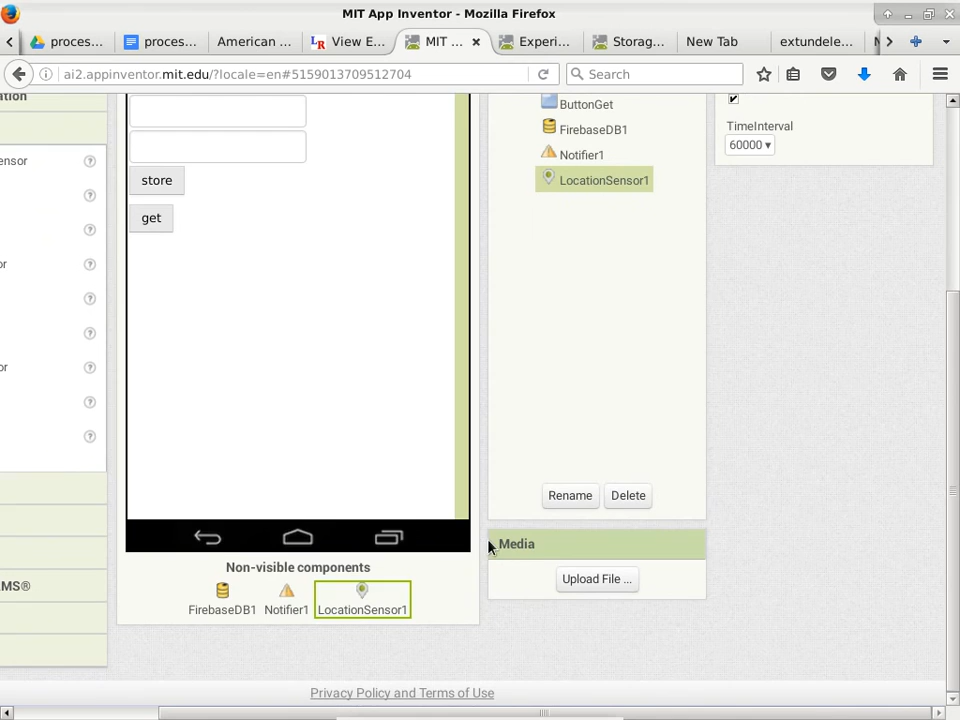 MIT App Inventor - Mozilla Firefox
proces...
proces...
American ...
View E...
MIT ...
Experi...
Storag...
New Tab
extundele...
ai2.appinventor.mit.edu/?locale=en#5159013709512704
Search
ation
ensor
or
or
RMS®
store
get
Non-visible components
FirebaseDB1
Notifier1
LocationSensor1
ButtonGet
FirebaseDB1
Notifier1
LocationSensor1
Rename
Delete
Media
Upload File ...
TimeInterval
60000
Privacy Policy and Terms of Use